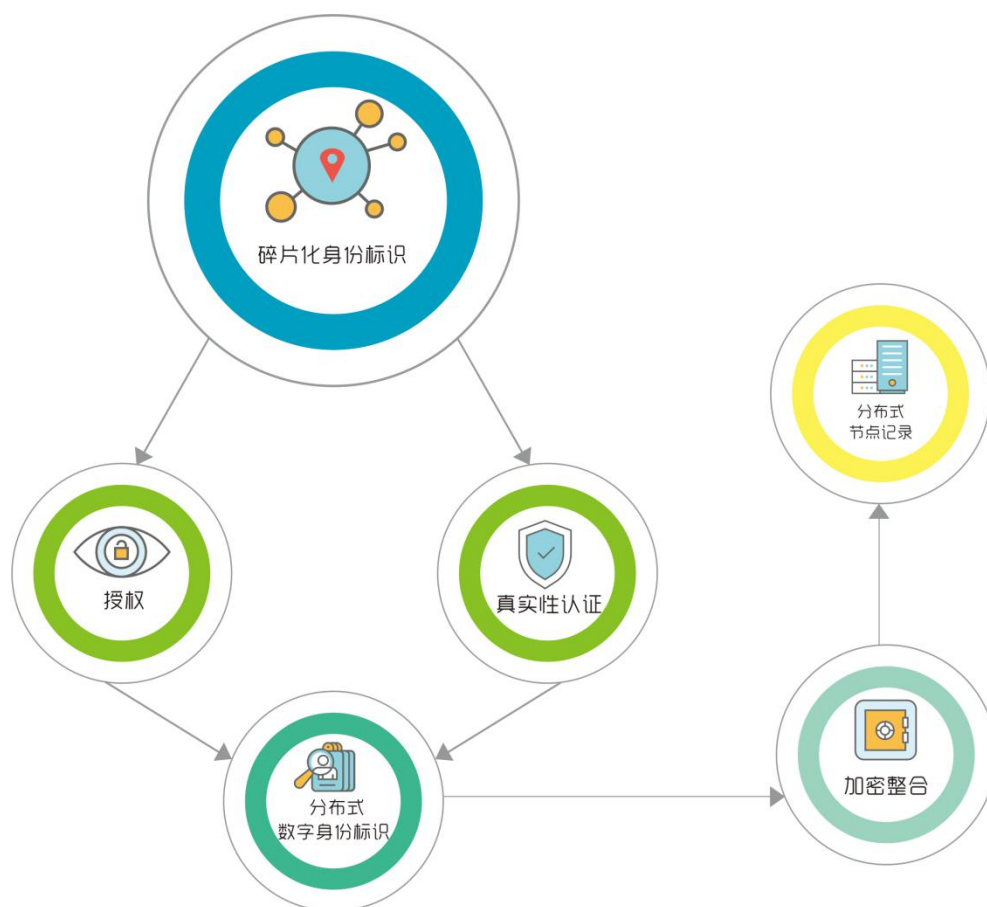 碎片化身份标识
分布式
节点记录
授权
真实性认证
分布式
数字身份标识
加密整合